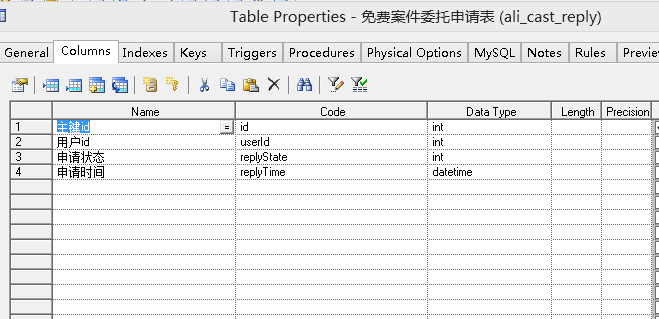 Table Properties - 免费案件委托申请表 (ali_cast_reply)
General Columns Indexes Keys Triggers Procedures Physical Options MySQL Notes Rules Preview
Name Code Data Type Length Precision
1 主键id = id int
2 用户id userId int
3 申请状态 replyState int
4 申请时间 replyTime datetime